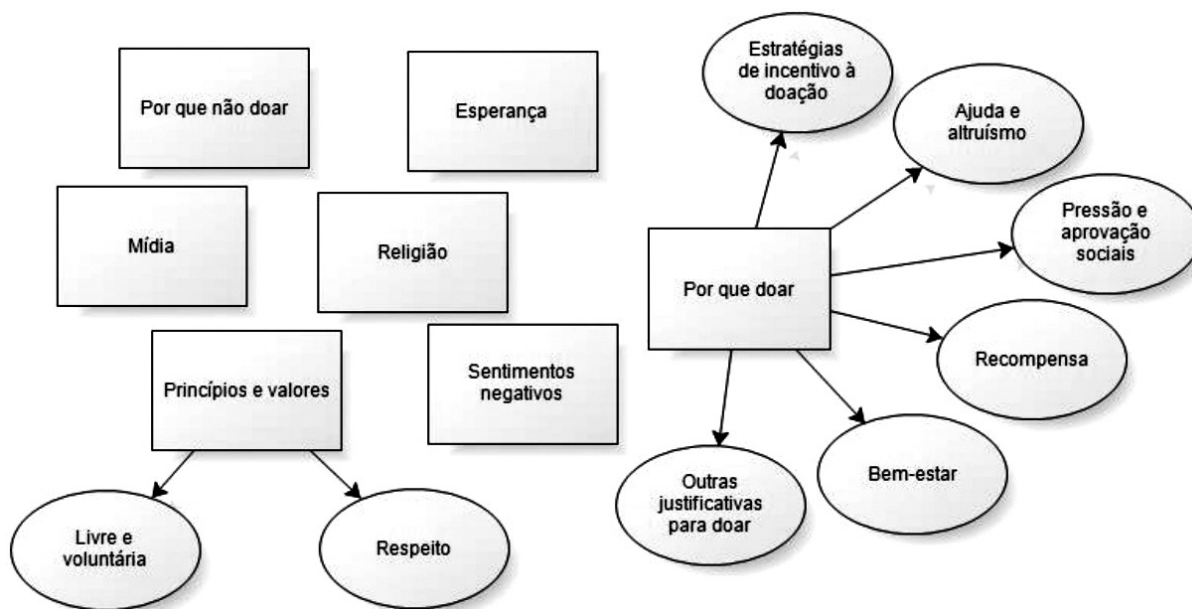 Por que não doar
Esperança
Mídia
Religião
Princípios e valores
Sentimentos
negativos
Livre e
voluntária
Respeito
Estratégias
de incentivo à
doação
Ajuda e
altruísmo
Pressão e
aprovação
sociais
Por que doar
Recompensa
Bem-estar
Outras
justificativas
para doar